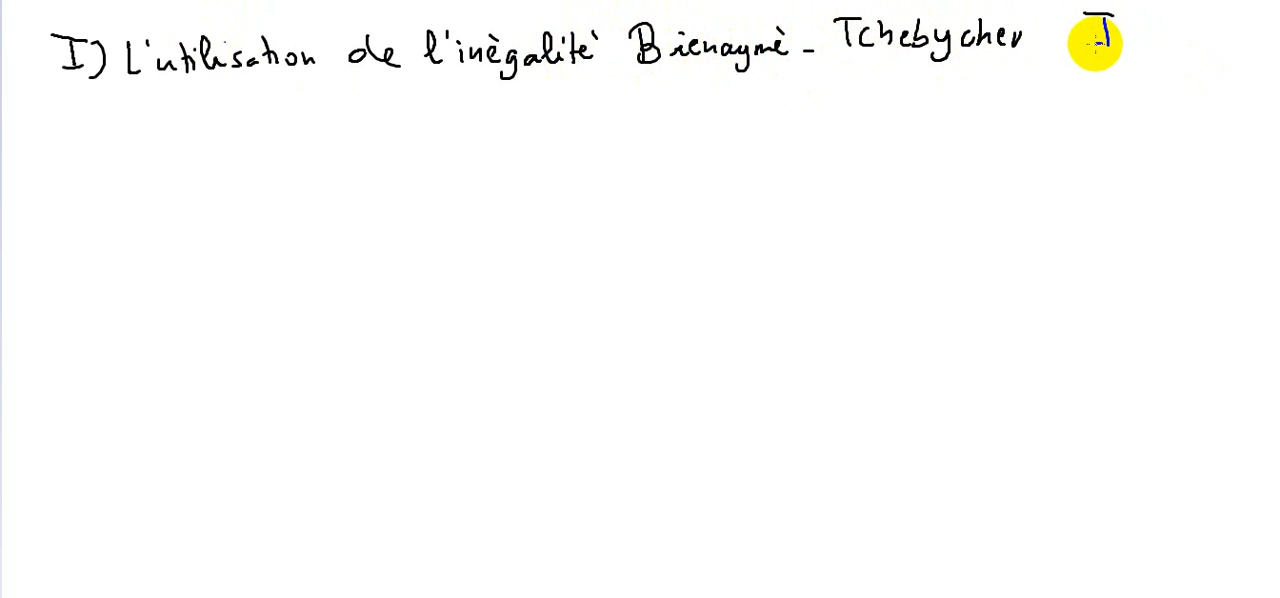 I) L'utilisation de l'inègalitè Bienaymè - Tchebychev